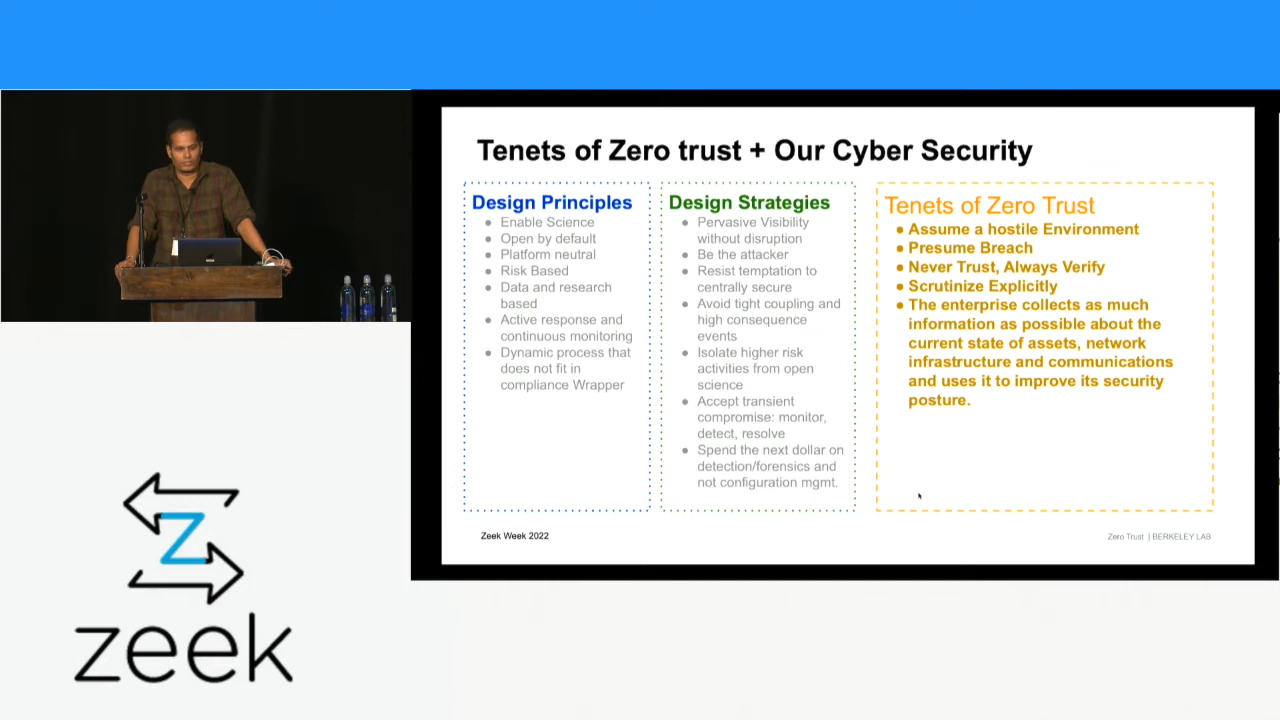 Tenets of Zero trust + Our Cyber Security
Design Principles
● Enable Science
● Open by default
● Platform neutral
● Risk Based
● Data and research
based
● Active response and
continuous monitoring
● Dynamic process that
does not fit in
compliance Wrapper
Design Strategies
● Pervasive Visibility
without disruption
● Be the attacker
● Resist temptation to
centrally secure
● Avoid tight coupling and
high consequence
events
● Isolate higher risk
activities from open
science
● Accept transient
compromise: monitor,
detect, resolve
● Spend the next dollar on
detection/forensics and
not configuration mgmt.
Tenets of Zero Trust
● Assume a hostile Environment
● Presume Breach
● Never Trust, Always Verify
● Scrutinize Explicitly
● The enterprise collects as much
information as possible about the
current state of assets, network
infrastructure and communications
and uses it to improve its security
posture.
Zeek Week 2022
Zero Trust | BERKELEY LAB
Z
zeek